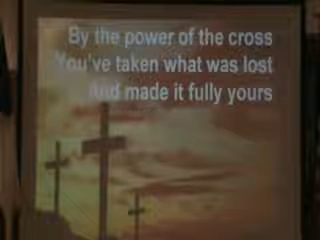 By the power of the cross
You've taken what was lost
And made it fully yours